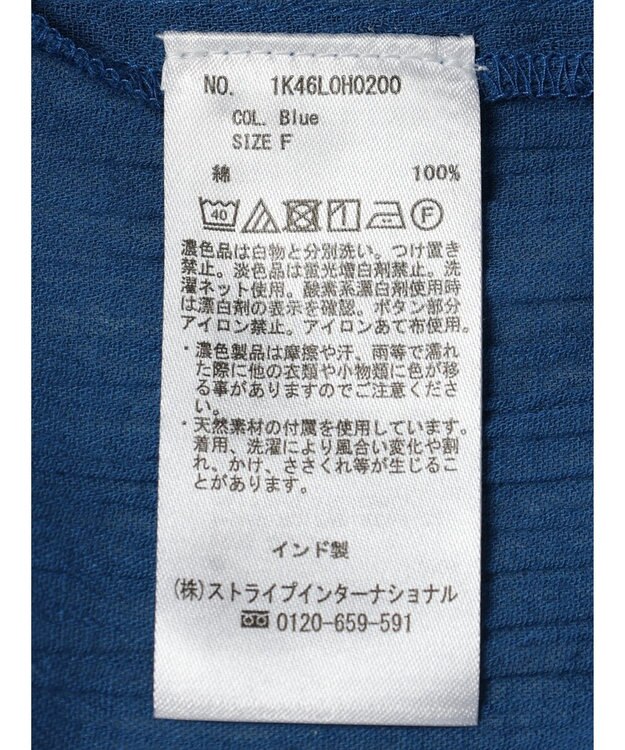 NO. 1K46L0H0200
COL. Blue
SIZE F
綿 100%
40 F
濃色品は白物と分別洗い。つけ置き
禁止。淡色品は蛍光増白剤禁止。洗
濯ネット使用。酸素系漂白剤使用時
は漂白剤の表示を確認。ボタン部分
アイロン禁止。アイロンあて布使用。
・濃色製品は摩擦や汗、雨等で濡れ
た際に他の衣類や小物類に色が移
る事がありますのでご注意くださ
い。
・天然素材の付属を使用しています。
着用、洗濯により風合い変化や割
れ、かけ、ささくれ等が生じるこ
とがあります。
インド製
(株)ストライプインターナショナル
0120-659-591